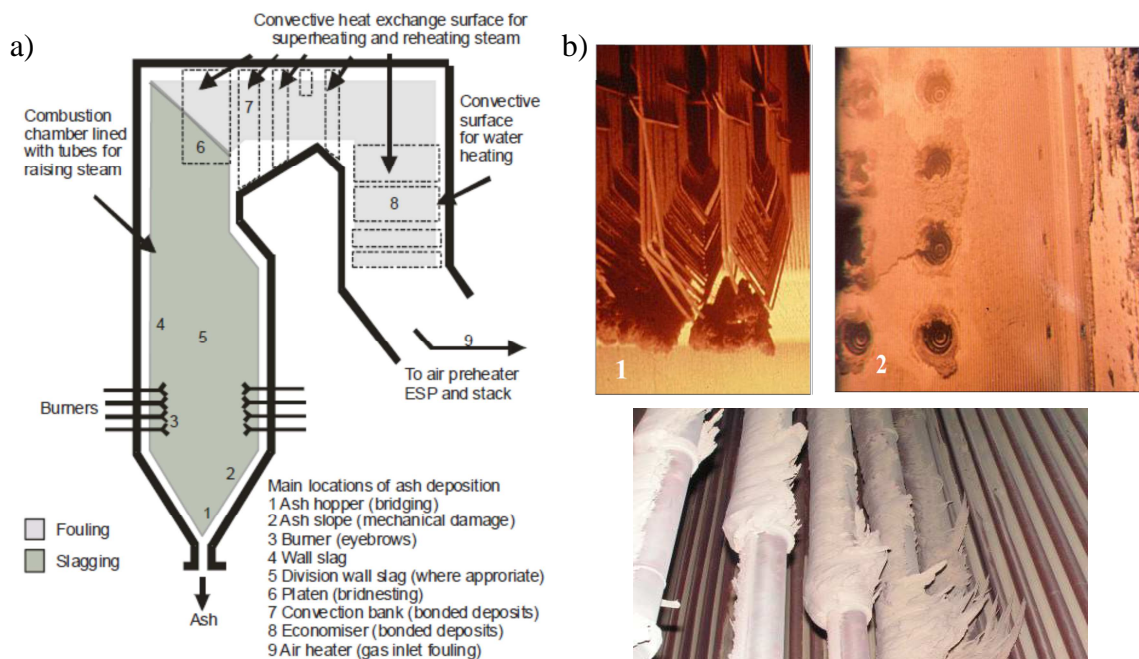 a)
Convective heat exchange surface for
superheating and reheating steam
Combustion
chamber lined
with tubes for
raising steam
7
6
Convective
surface
for water
heating
8
4
5
9
To air preheater
ESP and stack
Burners
3
2
1
Fouling
Slagging
Ash
Main locations of ash deposition
1 Ash hopper (bridging)
2 Ash slope (mechanical damage)
3 Burner (eyebrows)
4 Wall slag
5 Division wall slag (where approriate)
6 Platen (bridnesting)
7 Convection bank (bonded deposits)
8 Economiser (bonded deposits)
9 Air heater (gas inlet fouling)
b)
1
2